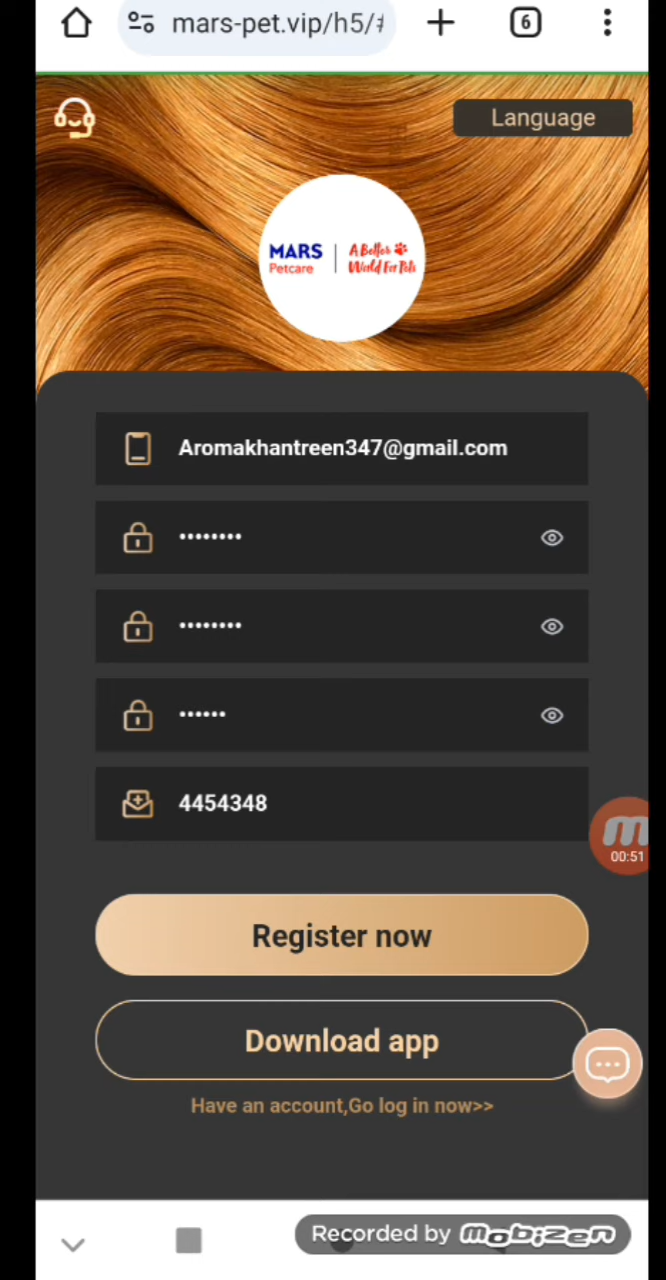 mars-pet.vip/h5/#
6
Language
MARS
Petcare
A Better
World For Pets
Aromakhantreen347@gmail.com
••••••••
••••••••
••••••
4454348
00:51
Register now
Download app
Have an account,Go log in now>>
Recorded by mobizen